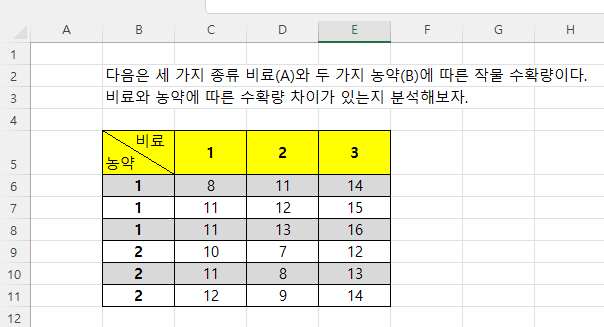 A B C D E F G H
1
2 다음은 세 가지 종류 비료(A)와 두 가지 농약(B)에 따른 작물 수확량이다.
3 비료와 농약에 따른 수확량 차이가 있는지 분석해보자.
4
비료
5 농약 1 2 3
6 1 8 11 14
7 1 11 12 15
8 1 11 13 16
9 2 10 7 12
10 2 11 8 13
11 2 12 9 14
12